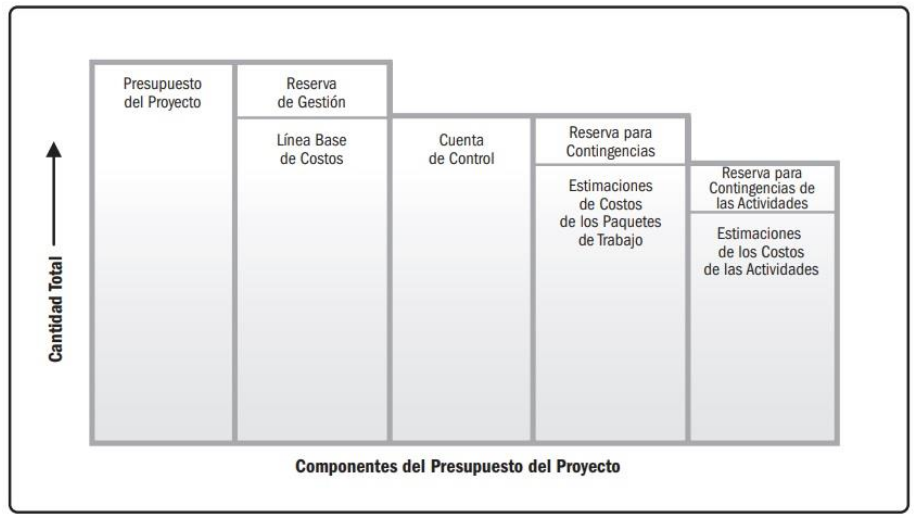 Presupuesto
del Proyecto
Reserva
de Gestión
Línea Base
de Costos
Cuenta
de Control
Reserva para
Contingencias
Estimaciones
de Costos
de los Paquetes
de Trabajo
Reserva para
Contingencias de
las Actividades
Estimaciones
de los Costos
de las Actividades
Cantidad Total
Componentes del Presupuesto del Proyecto